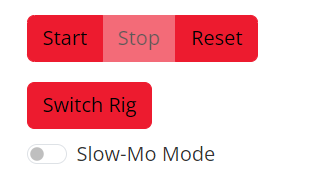 Start Stop Reset
Switch Rig
Slow-Mo Mode